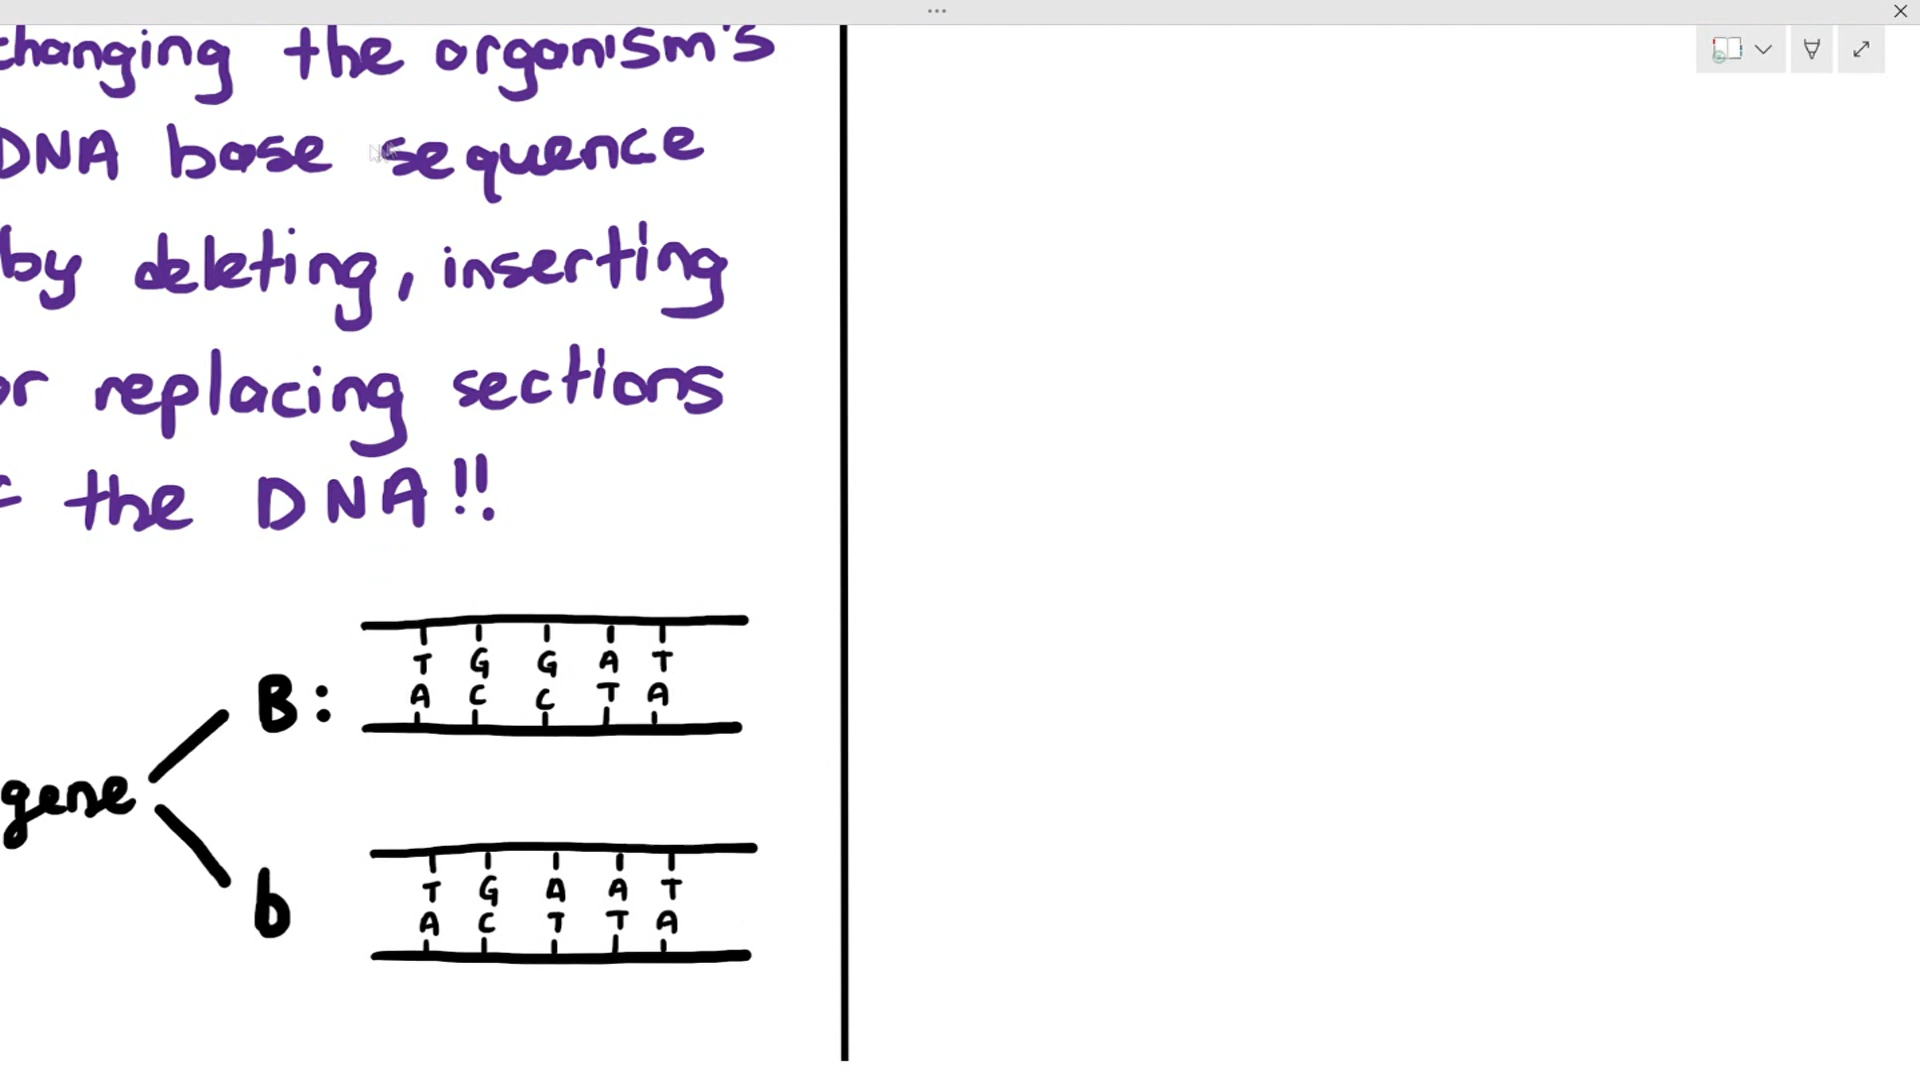 changing the organism's
DNA base sequence
by deleting, inserting
or replacing sections
the DNA!!
B:
T G G A T
A C C T A
gene
b
T G A A T
A C T T A